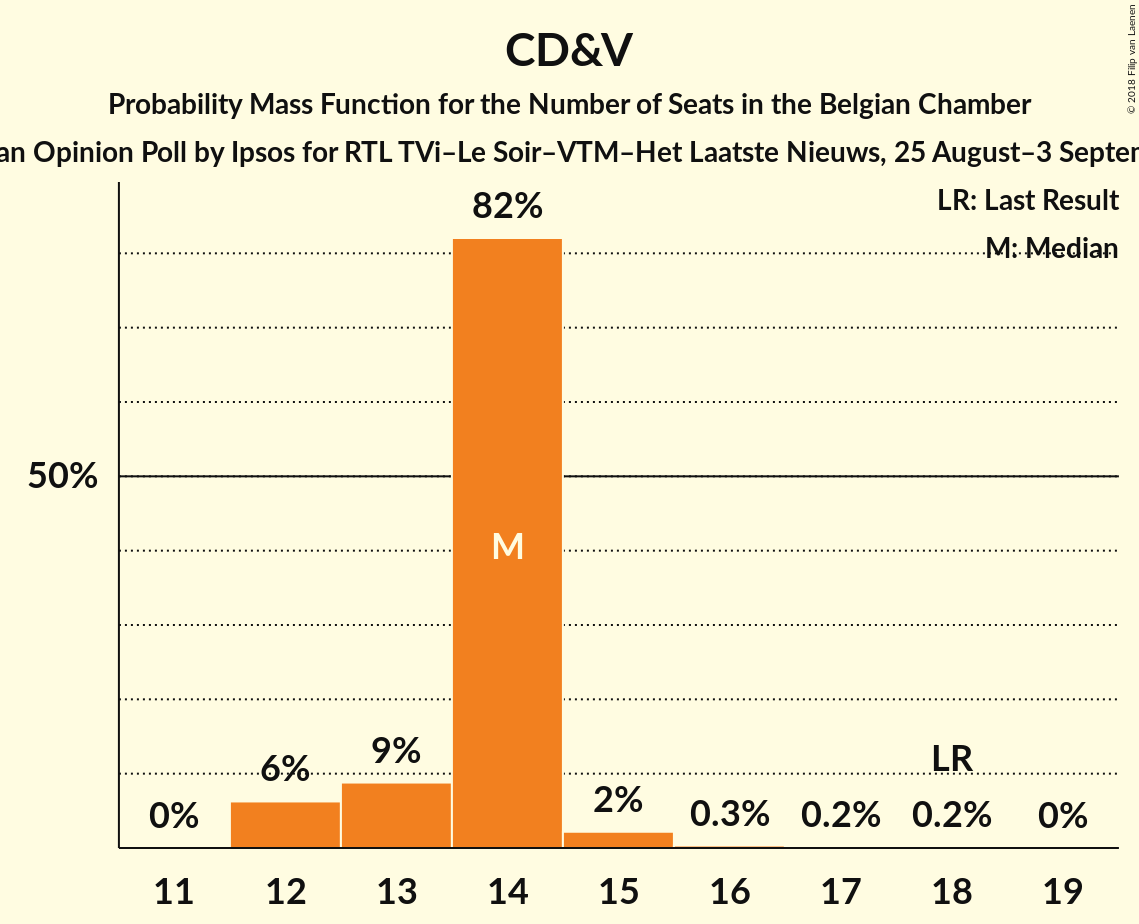 © 2018 Filip van Laenen
CD&V
Probability Mass Function for the Number of Seats in the Belgian Chamber
an Opinion Poll by Ipsos for RTL TVi–Le Soir–VTM–Het Laatste Nieuws, 25 August–3 Septem
LR: Last Result
M: Median
82%
50%
M
9%
6%
LR
2%
0%
0.3%
0.2%
0.2%
0%
11 12 13 14 15 16 17 18 19